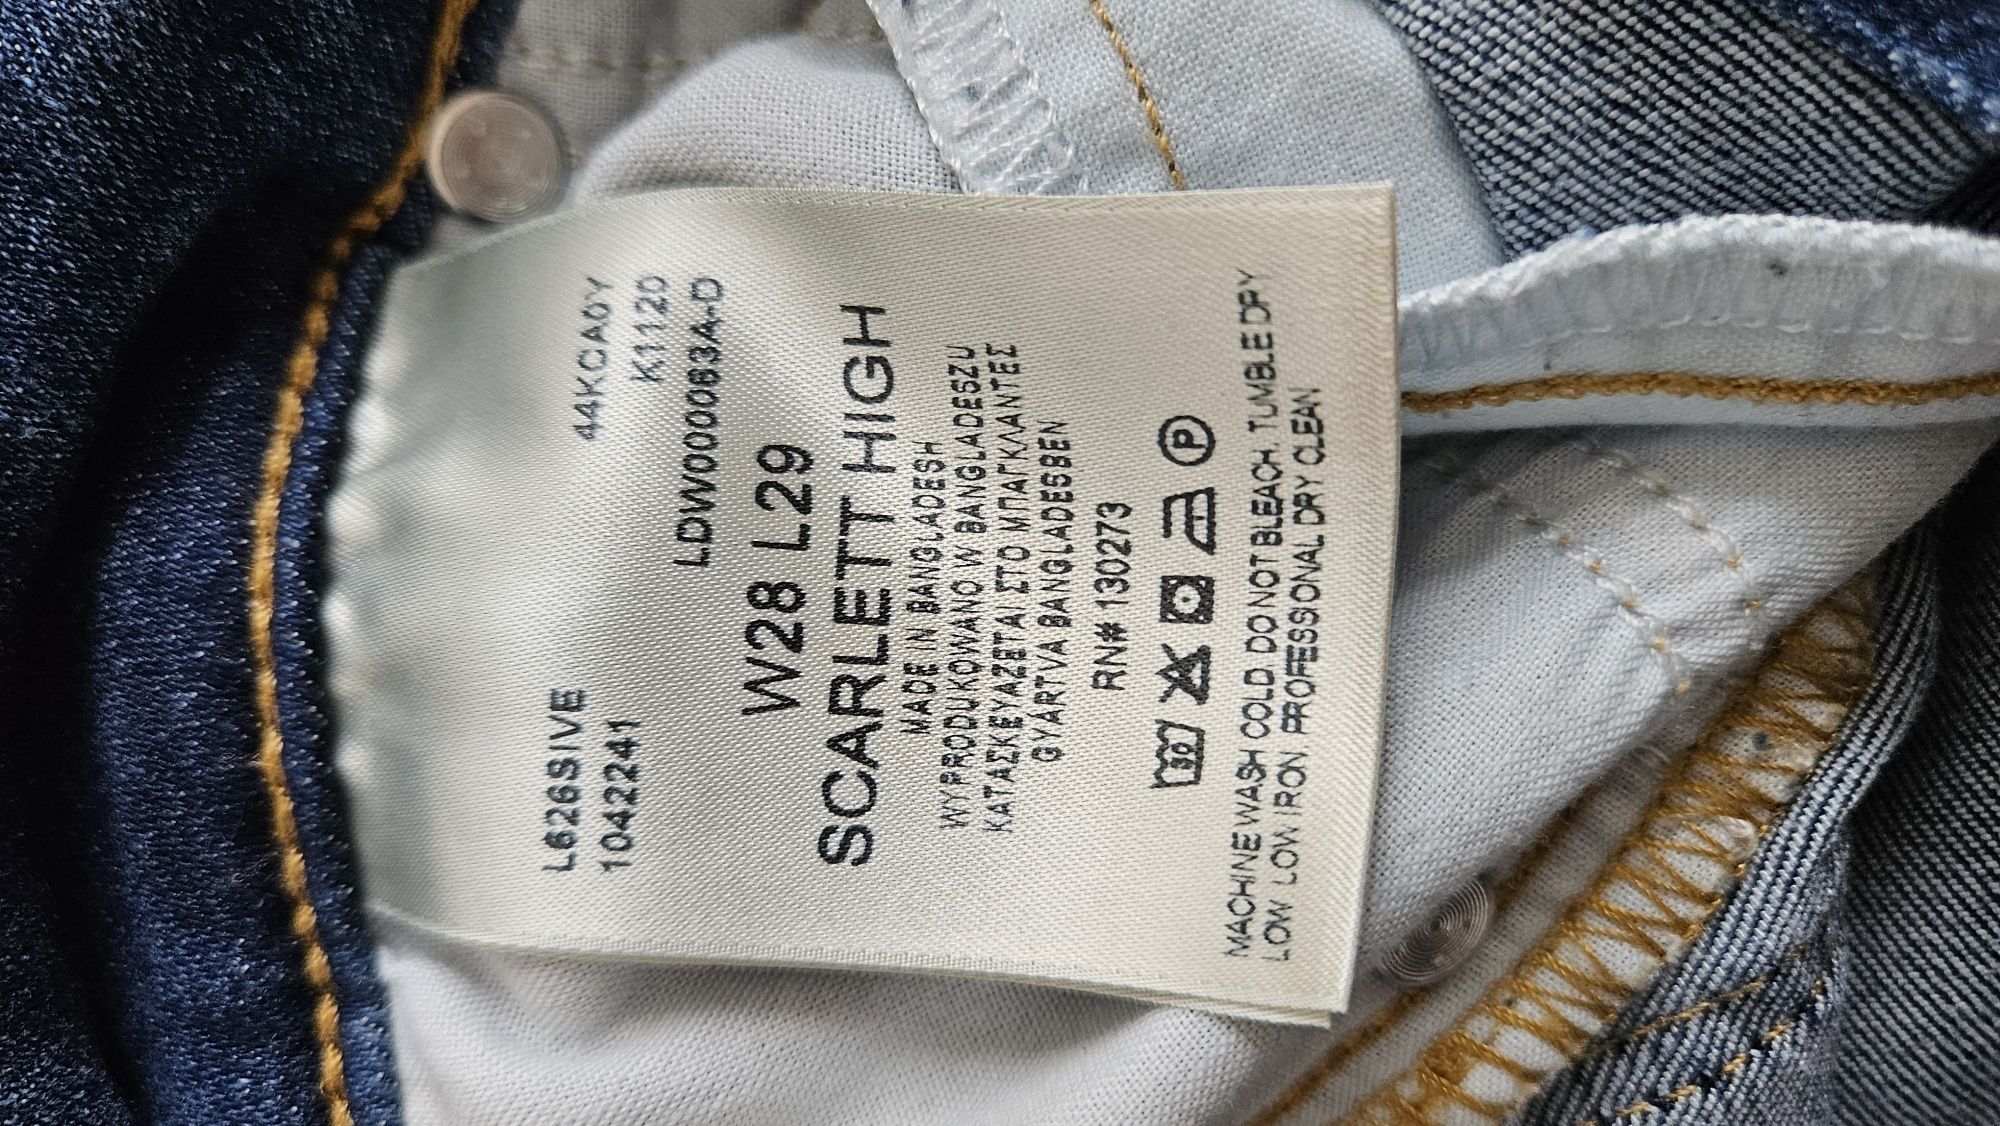 L626SIVE 44KCA0Y
1042241 K1120
LDW00063A-D
W28 L29
SCARLETT HIGH
MADE IN BANGLADESH
WYPRODUKOWANO W BANGLADESZU
ΚΑΤΑΣΚΕΥΑΖΕΤΑΙ ΣΤΟ ΜΠΑΓΚΛΑΝΤΕΣ
GYÁRTVA BANGLADESBEN
RN# 130273
30 P
MACHINE WASH COLD DO NOT BLEACH. TUMBLE DRY
LOW LOW IRON PROFESSIONAL DRY CLEAN